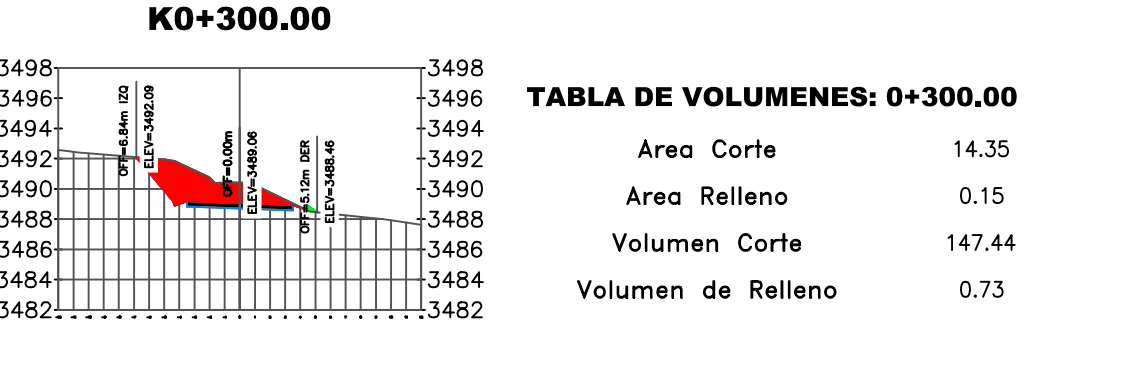 K0+300.00
3498
3496
3494
3492
3490
3488
3486
3484
3482
OFF=6.84m IZQ
ELEV=3492.09
OFF=0.00m
ELEV=3489.06
OFF=5.12m DER
ELEV=3488.46
3498
3496
3494
3492
3490
3488
3486
3484
3482
TABLA DE VOLUMENES: 0+300.00
Area Corte 14.35
Area Relleno 0.15
Volumen Corte 147.44
Volumen de Relleno 0.73